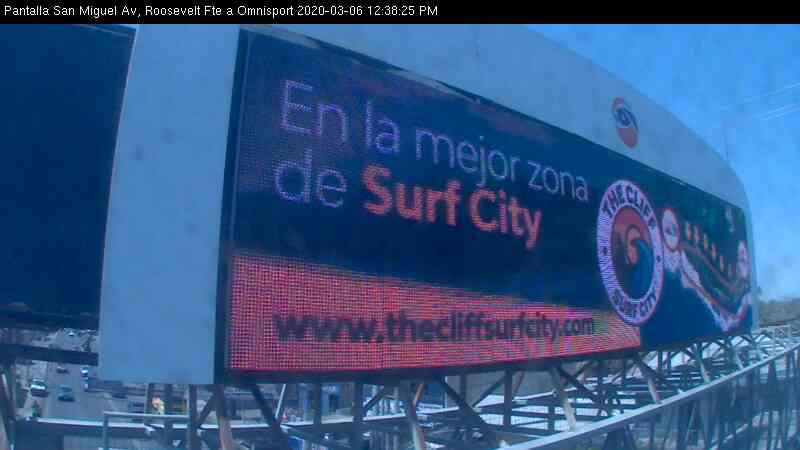 Pantalla San Miguel Av, Roosevelt Fte a Omnisport 2020-03-06 12:38:25 PM
En la mejor zona
de Surf City
THE CLIFF
SURF CITY
www.thecliffsurfcity.com